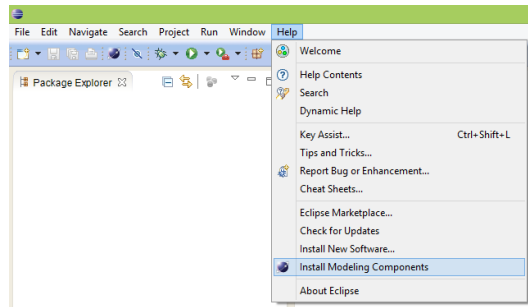 File Edit Navigate Search Project Run Window Help
Package Explorer
Welcome
Help Contents
Search
Dynamic Help
Key Assist... Ctrl+Shift+L
Tips and Tricks...
Report Bug or Enhancement...
Cheat Sheets...
Eclipse Marketplace...
Check for Updates
Install New Software...
Install Modeling Components
About Eclipse